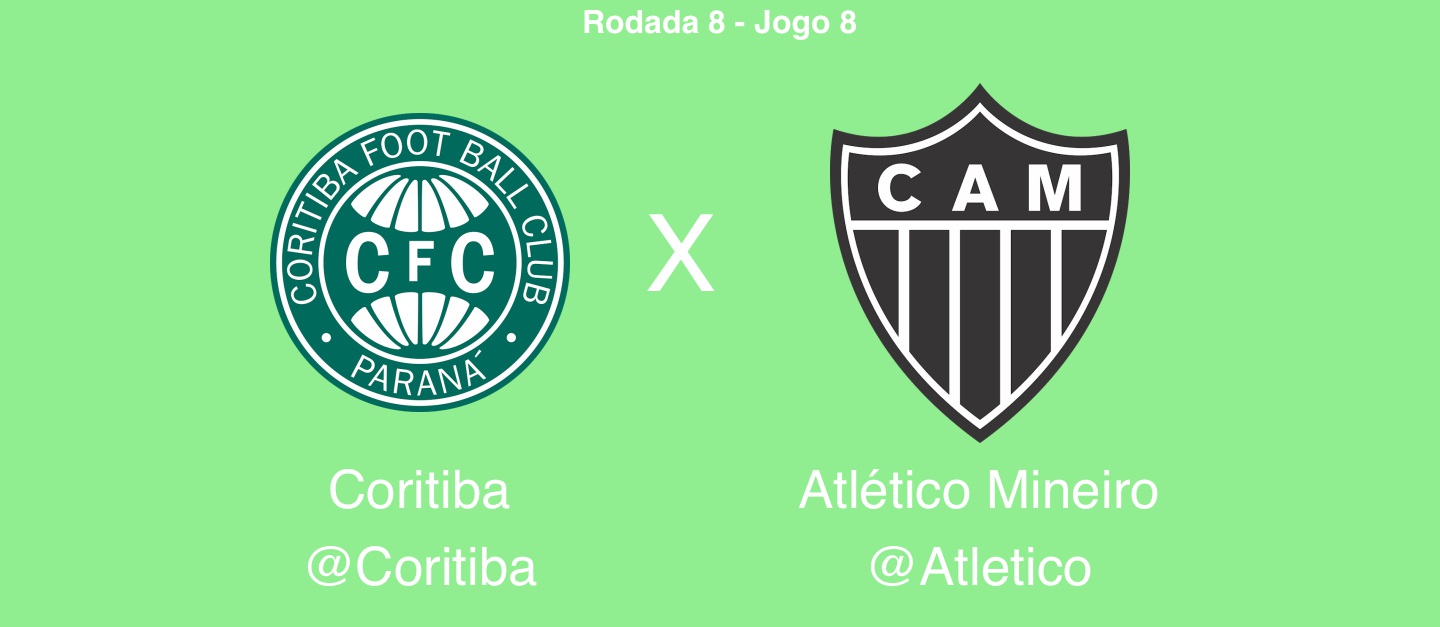 Rodada 8 - Jogo 8
CORITIBA FOOT BALL CLUB
CFC
PARANÁ
X
CAM
Coritiba
Atlético Mineiro
@Coritiba
@Atletico